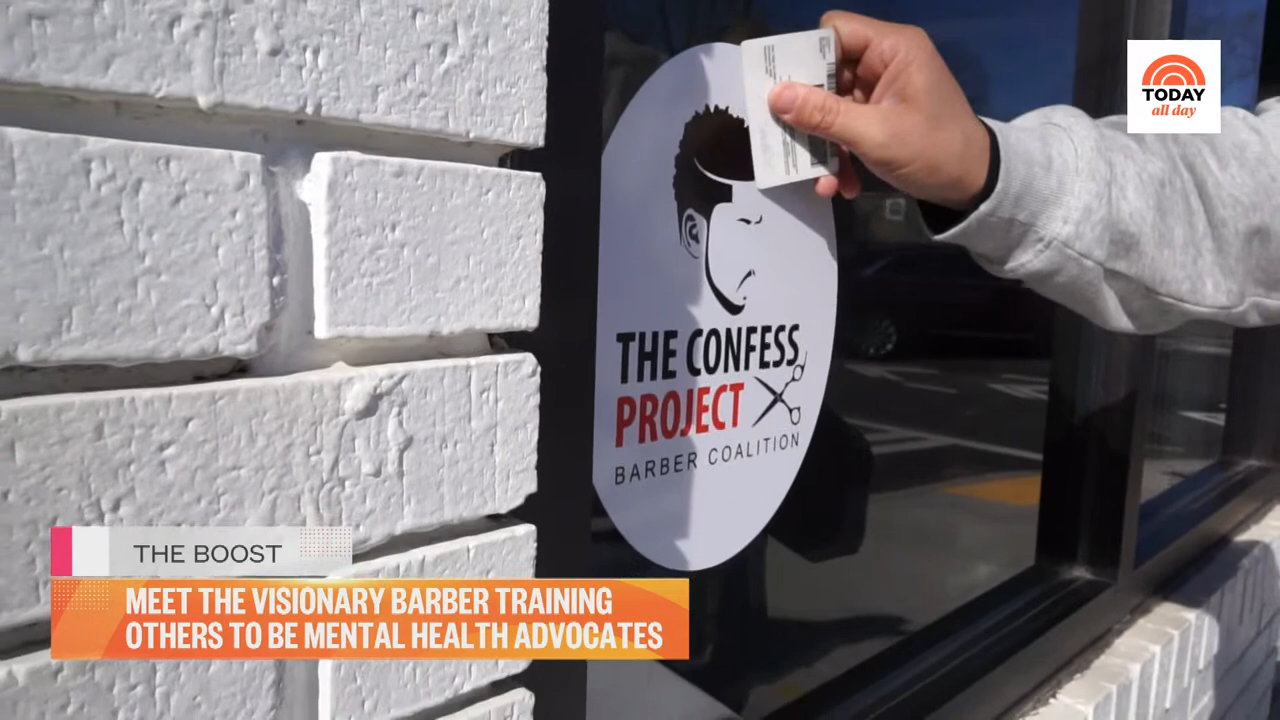 TODAY
all day
THE CONFESS
PROJECT
BARBER COALITION
THE BOOST
MEET THE VISIONARY BARBER TRAINING
OTHERS TO BE MENTAL HEALTH ADVOCATES